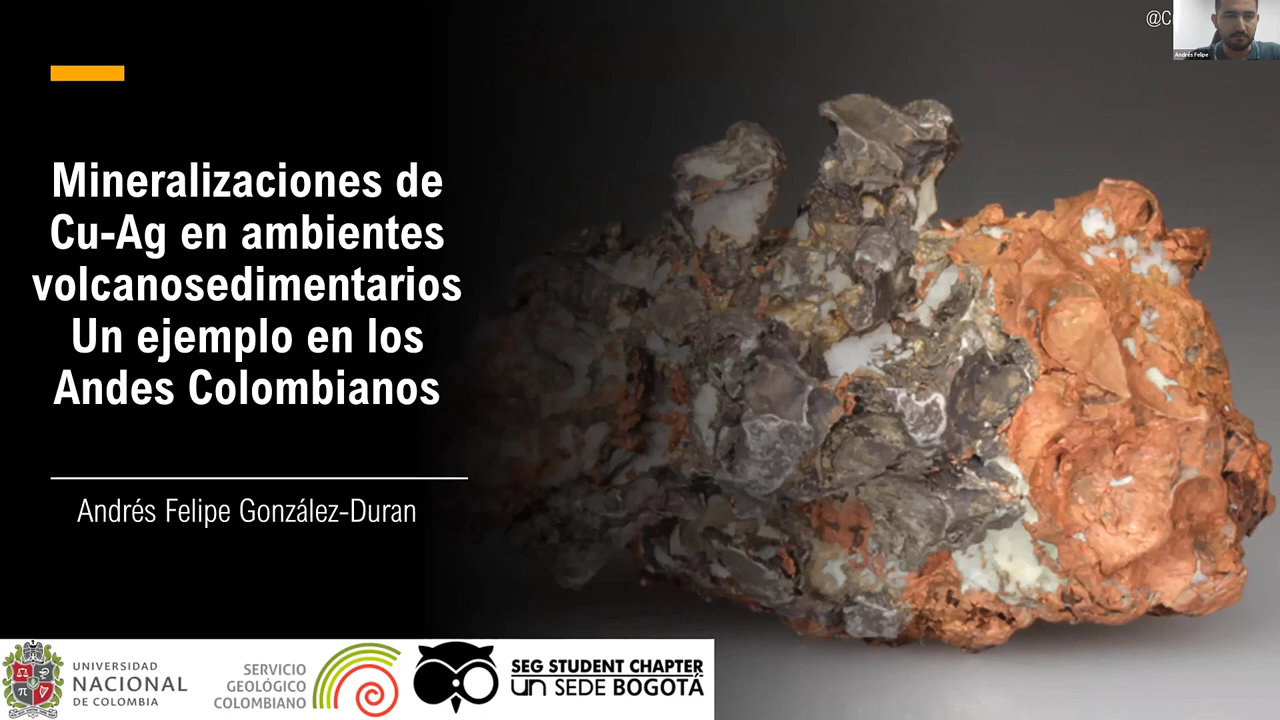 @C
Andrés Felipe
Mineralizaciones de
Cu-Ag en ambientes
volcanosedimentarios
Un ejemplo en los
Andes Colombianos
Andrés Felipe González-Duran
UNIVERSIDAD
NACIONAL
DE COLOMBIA
SERVICIO
GEOLÓGICO
COLOMBIANO
SEG STUDENT CHAPTER
UN SEDE BOGOTÁ